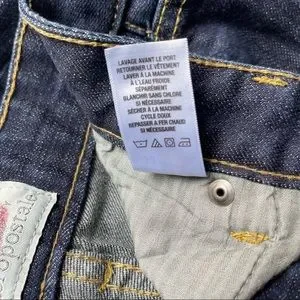 LAVAGE AVANT LE PORT
RETOURNER LE VÊTEMENT
LAVER À LA MACHINE
À L'EAU FROIDE
SÉPARÉMENT
BLANCHIR SANS CHLORE
SI NÉCESSAIRE
SÉCHER À LA MACHINE
CYCLE DOUX
REPASSER À FER CHAUD
SI NÉCESSAIRE
ropostale